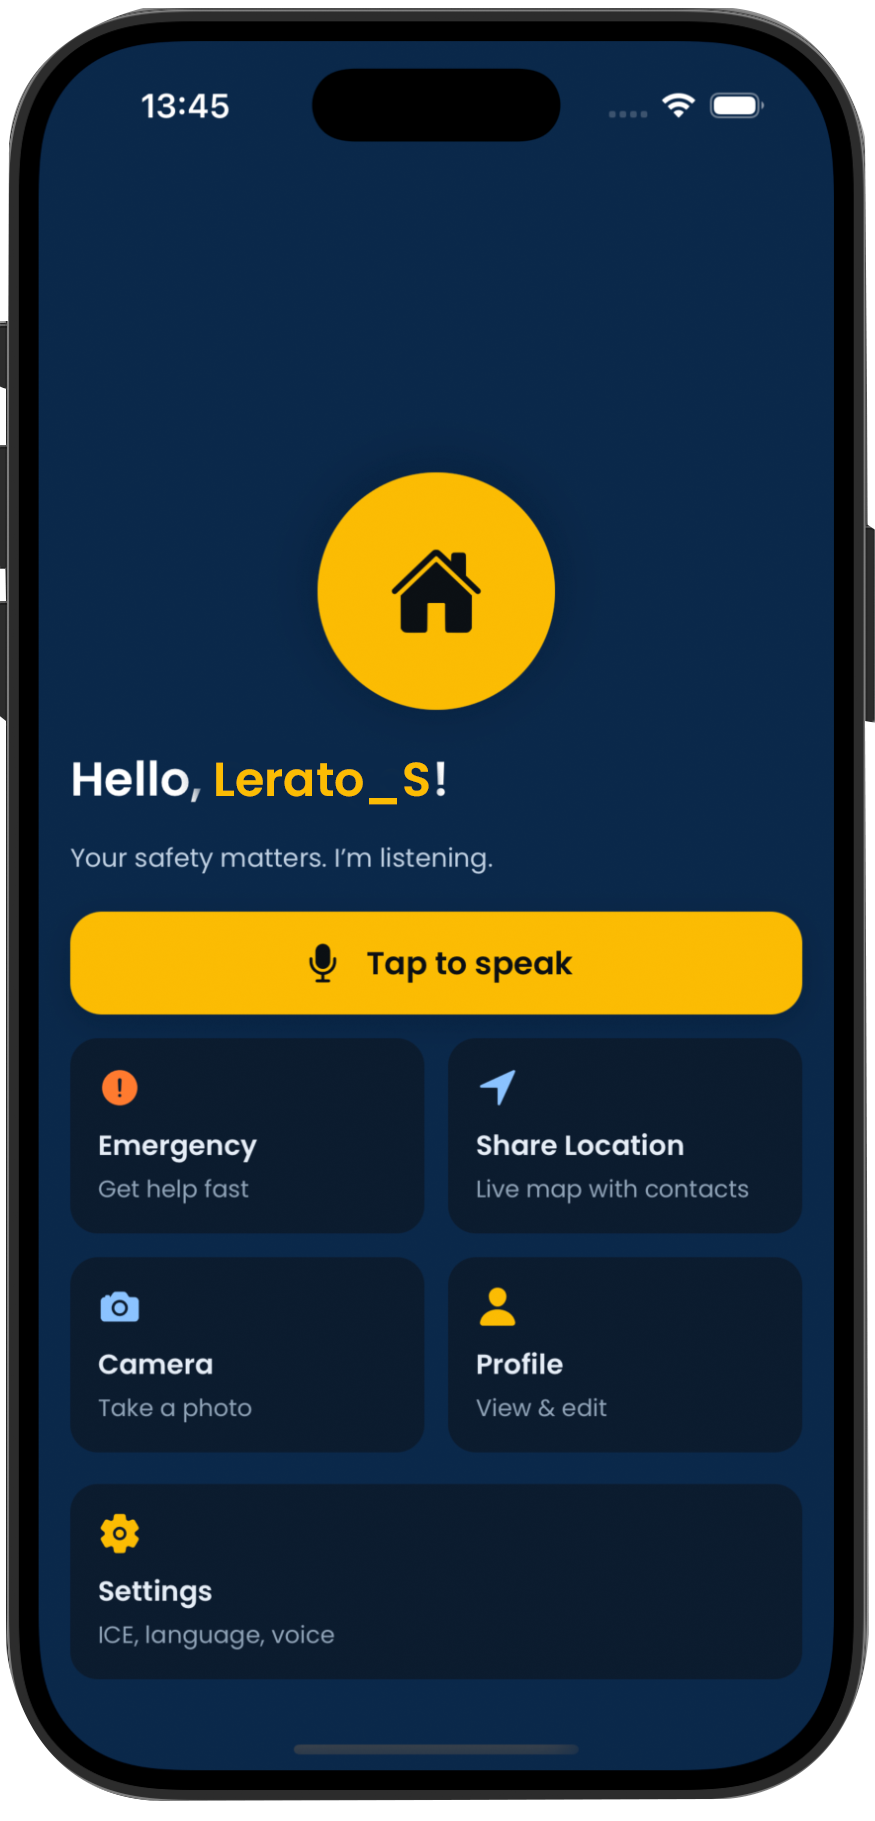 13:45
Hello, Lerato_S!
Your safety matters. I’m listening.
Tap to speak
Emergency
Get help fast
Share Location
Live map with contacts
Camera
Take a photo
Profile
View & edit
Settings
ICE, language, voice